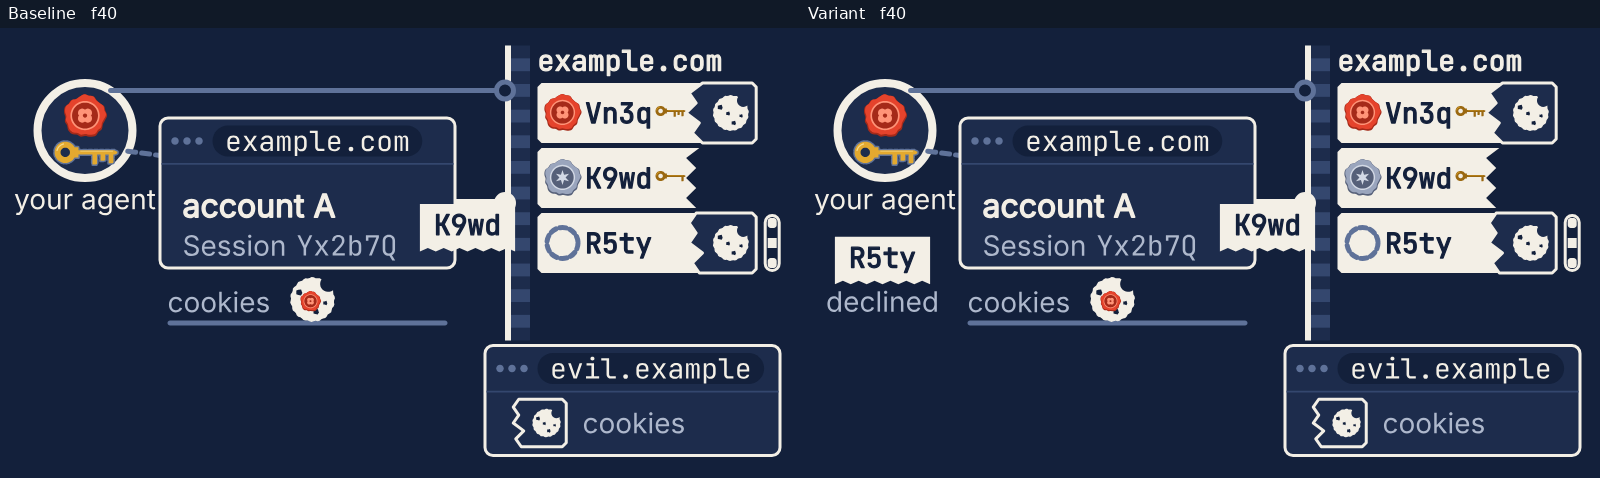 Baseline f40
example.com
Vn3q
example.com
K9wd
your agent
account A
K9wd
Session Yx2b7Q
R5ty
cookies
evil.example
cookies
Variant f40
example.com
Vn3q
example.com
K9wd
your agent
account A
K9wd
Session Yx2b7Q
R5ty
R5ty
declined
cookies
evil.example
cookies